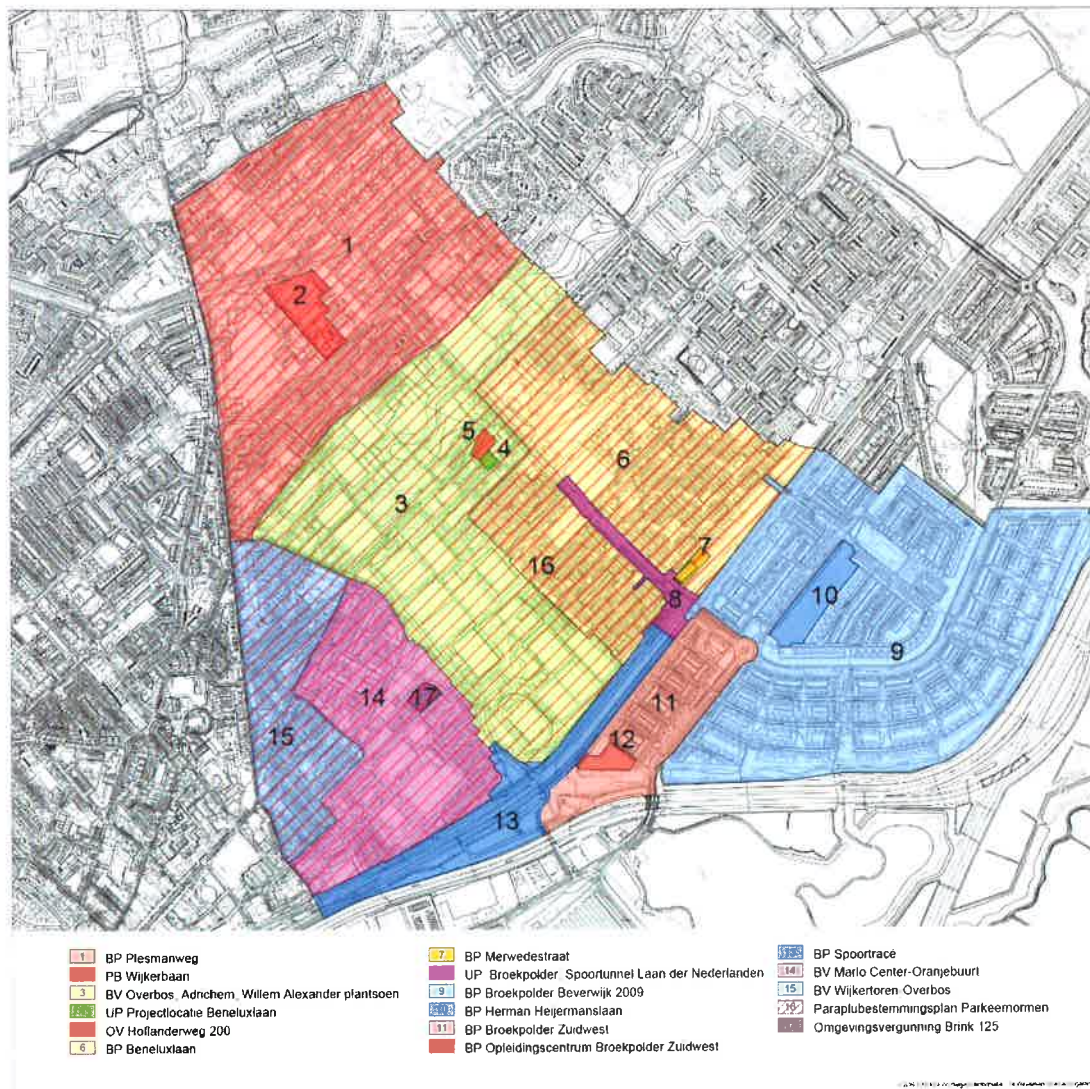 1
2
3
4
5
6
7
8
9
10
11
12
13
14
15
16
17
1 BP Plesmanweg
PB Wijkerbaan
3 BV Overbos, Adrichem, Willem Alexander plantsoen
UP Projectlocatie Beneluxlaan
OV Hollanderweg 200
6 BP Beneluxlaan
7 BP Merwedestraat
UP Broekpolder Spoortunnel Laan der Nederlanden
9 BP Broekpolder Beverwijk 2009
BP Herman Heijermanslaan
11 BP Broekpolder Zuidwest
BP Opleidingscentrum Broekpolder Zuidwest
BP Spoortracé
14 BV Marlo Center-Oranjebuurt
15 BV Wijkertoren-Overbos
16 Paraplubestemmingsplan Parkeernormen
Omgevingsvergunning Brink 125